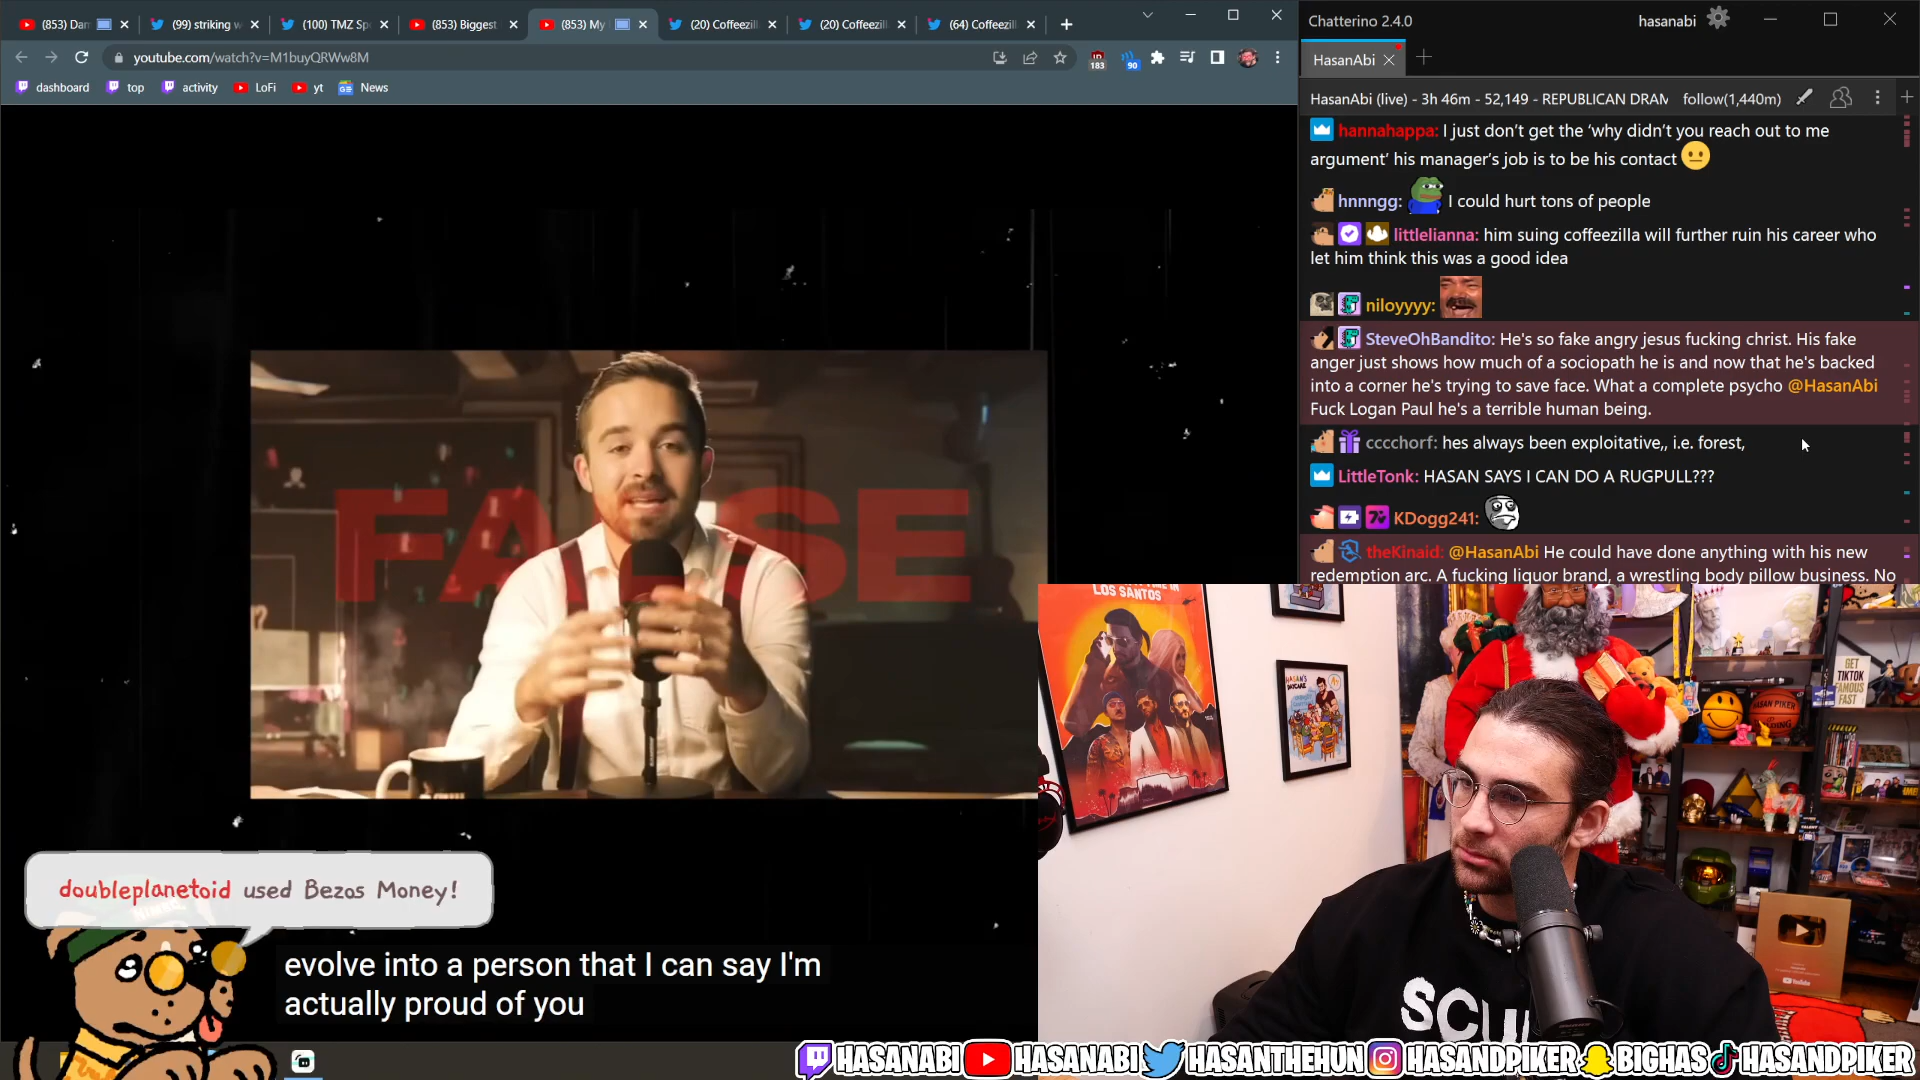 (853) Dan
(99) striking w
(100) TMZ Sp
(853) Biggest
(853) My
(20) Coffeezil
(20) Coffeezil
(64) Coffeezil
youtube.com/watch?v=M1buyQRWw8M
183
90
dashboard
top
activity
LoFi
yt
News
Chatterino 2.4.0
hasanabi
HasanAbi
HasanAbi (live) - 3h 46m - 52,149 - REPUBLICAN DRAM
follow(1,440m)
hannahappa: I just don't get the 'why didn't you reach out to me
argument' his manager's job is to be his contact
hnnngg: I could hurt tons of people
littlelianna: him suing coffeezilla will further ruin his career who
let him think this was a good idea
niloyyyy:
SteveOhBandito: He's so fake angry jesus fucking christ. His fake
anger just shows how much of a sociopath he is and now that he's backed
into a corner he's trying to save face. What a complete psycho @HasanAbi
Fuck Logan Paul he's a terrible human being.
cccchorf: hes always been exploitative,, i.e. forest,
LittleTonk: HASAN SAYS I CAN DO A RUGPULL???
KDogg241:
theKinaid: @HasanAbi He could have done anything with his new
redemption arc. A fucking liquor brand, a wrestling body pillow business. No
FALSE
LOS SANTOS
GET
TIKTOK
FAMOUS
FAST
HASAN PIKER
doubleplanetoid used Bezos Money!
evolve into a person that I can say I'm
actually proud of you
HASANABI
HASANABI
HASANTHEHUN
HASANDPIKER
BIGHAS
HASANDPIKER